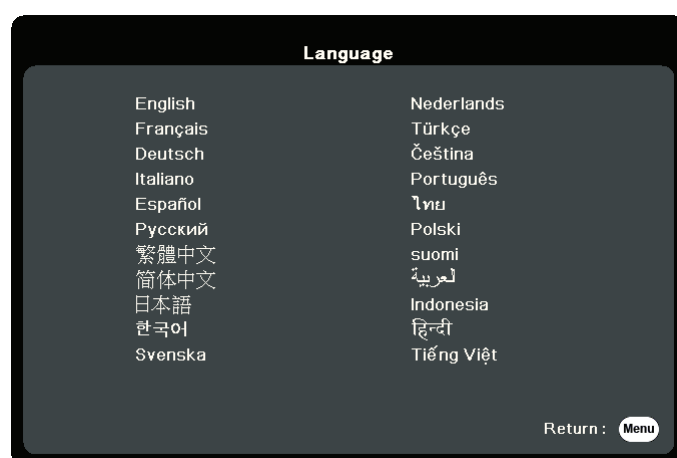 Language
English
Français
Deutsch
Italiano
Español
Русский
繁體中文
简体中文
日本語
한국어
Svenska
Nederlands
Türkçe
Čeština
Português
ไทย
Polski
suomi
العربية
Indonesia
हिन्दी
Tiếng Việt
Return : Menu